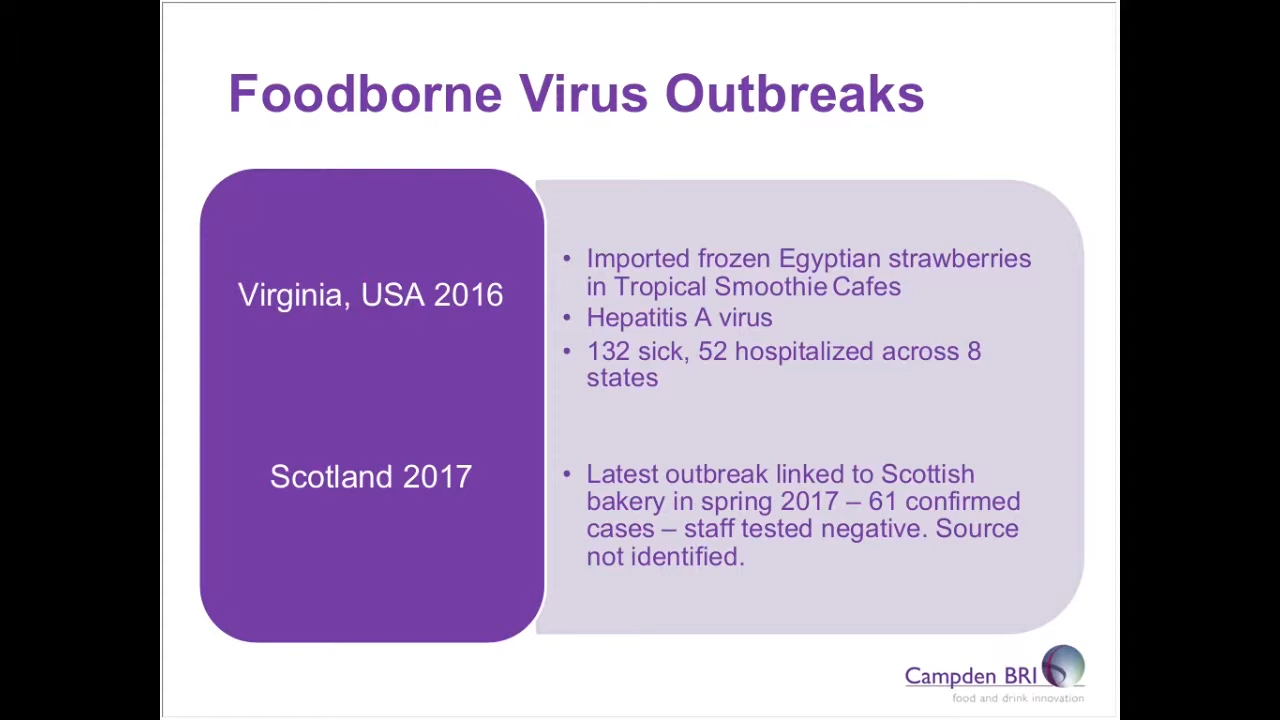 Foodborne Virus Outbreaks
Virginia, USA 2016
• Imported frozen Egyptian strawberries
in Tropical Smoothie Cafes
• Hepatitis A virus
• 132 sick, 52 hospitalized across 8
states
Scotland 2017
• Latest outbreak linked to Scottish
bakery in spring 2017 – 61 confirmed
cases – staff tested negative. Source
not identified.
Campden BRI
food and drink innovation